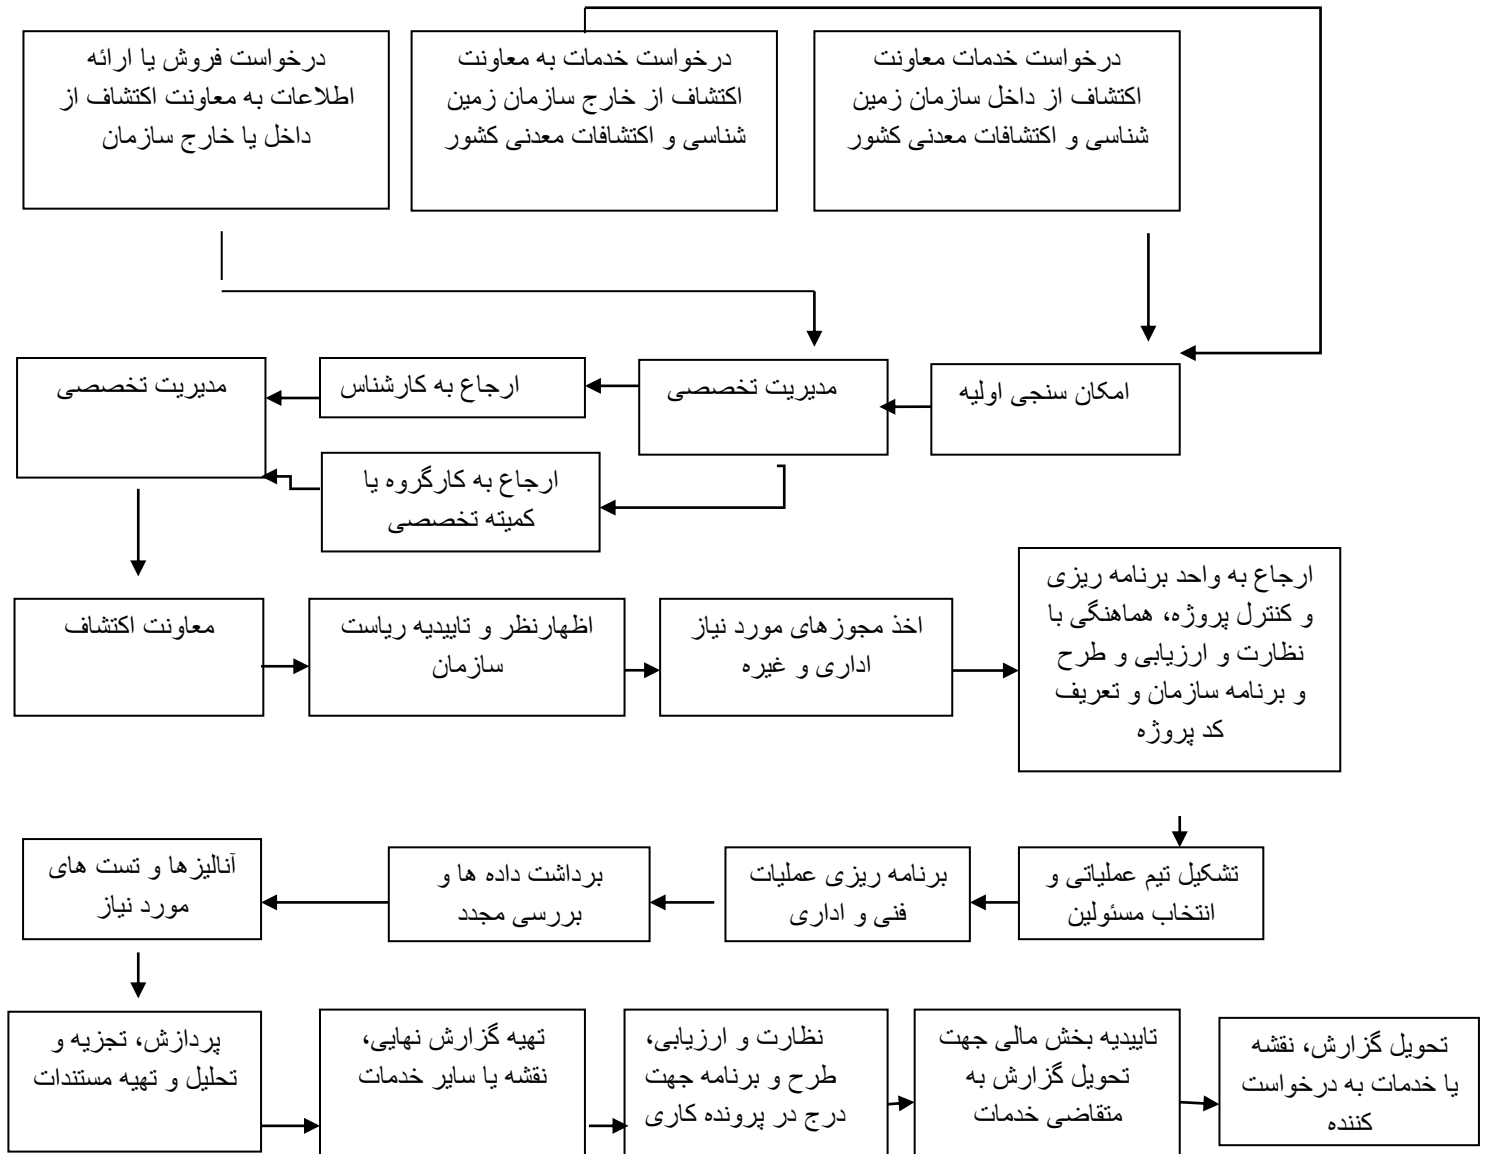 درخواست خدمات معاونت
اکتشاف از داخل سازمان زمین
شناسی و اکتشافات معدنی کشور
درخواست خدمات به معاونت
اکتشاف از خارج سازمان زمین
شناسی و اکتشافات معدنی کشور
درخواست فروش یا ارائه
اطلاعات به معاونت اکتشاف از
داخل یا خارج سازمان
امکان سنجی اولیه
مدیریت تخصصی
ارجاع به کارشناس
ارجاع به کارگروه یا
کمیته تخصصی
مدیریت تخصصی
معاونت اکتشاف
اظهارنظر و تاییدیه ریاست
سازمان
اخذ مجوزهای مورد نیاز
اداری و غیره
ارجاع به واحد برنامه ریزی
و کنترل پروژه، هماهنگی با
نظارت و ارزیابی و طرح
و برنامه سازمان و تعریف
کد پروژه
تشکیل تیم عملیاتی و
انتخاب مسئولین
برنامه ریزی عملیات
فنی و اداری
برداشت داده ها و
بررسی مجدد
آنالیزها و تست های
مورد نیاز
پردازش، تجزیه و
تحلیل و تهیه مستندات
تهیه گزارش نهایی،
نقشه یا سایر خدمات
نظارت و ارزیابی،
طرح و برنامه جهت
درج در پرونده کاری
تاییدیه بخش مالی جهت
تحویل گزارش به
متقاضی خدمات
تحویل گزارش، نقشه
یا خدمات به درخواست
کننده